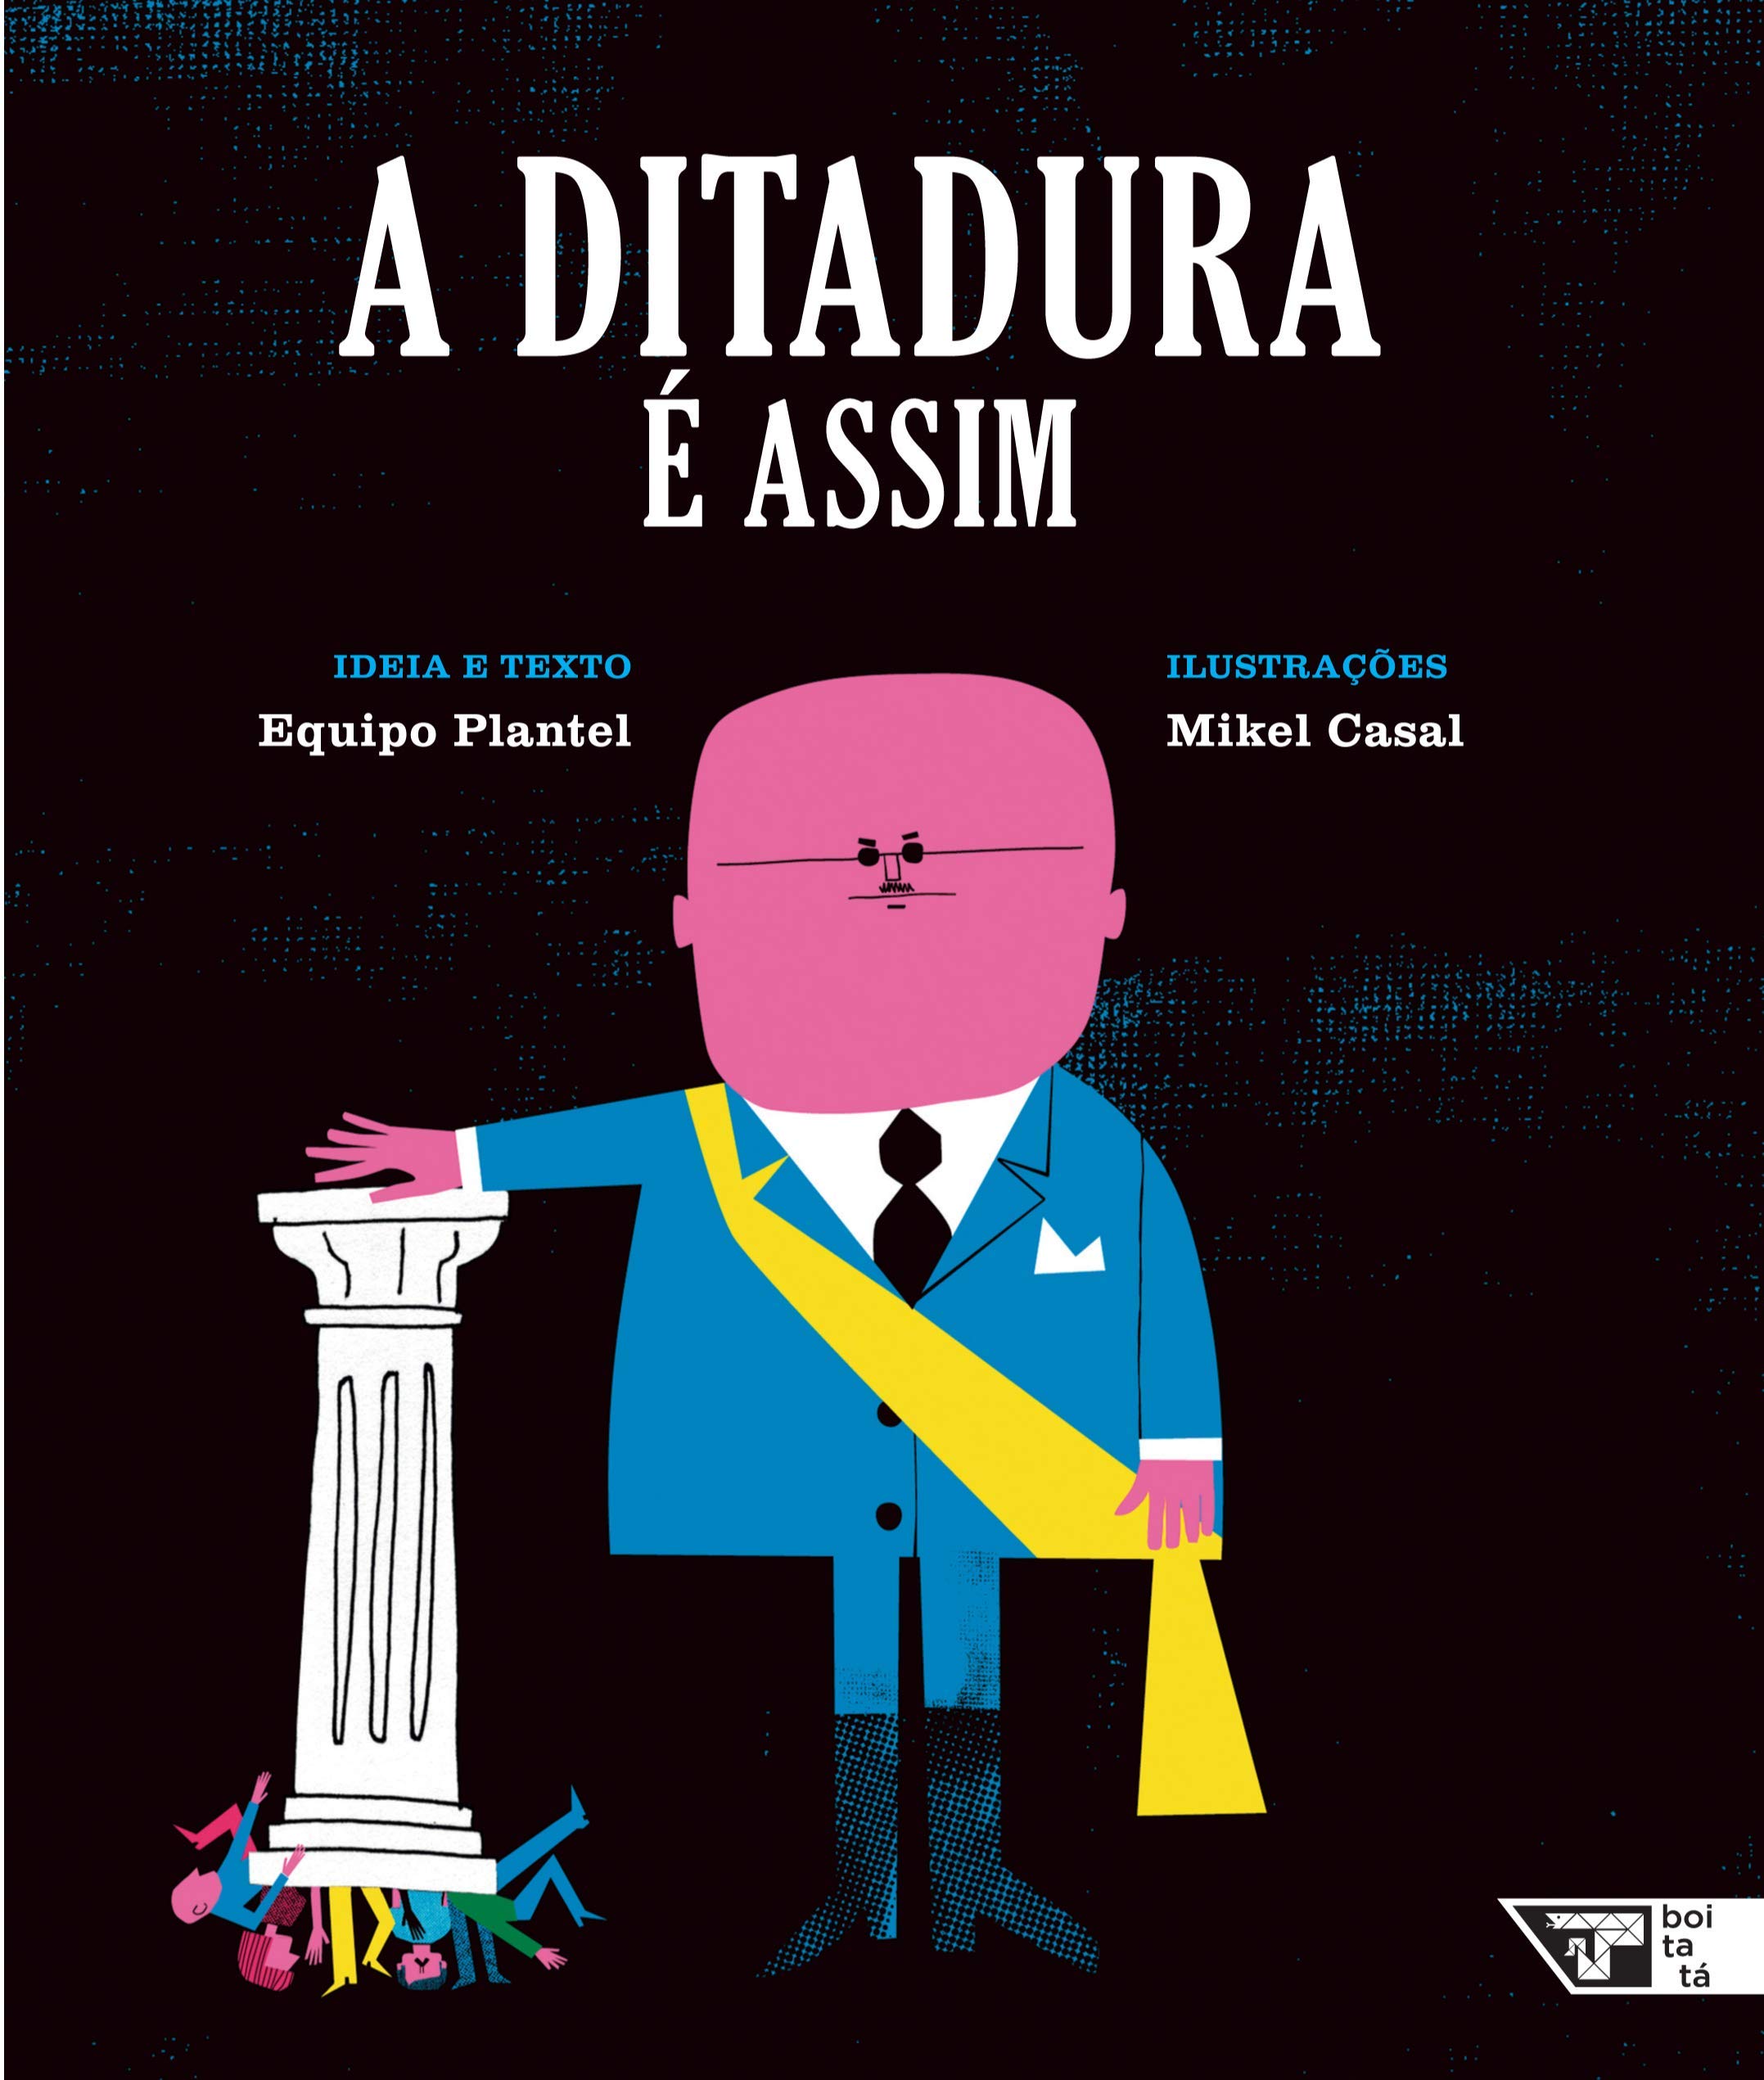 A DITADURA
É ASSIM
IDEIA E TEXTO
Equipo Plantel
ILUSTRAÇÕES
Mikel Casal
boi
ta
tá